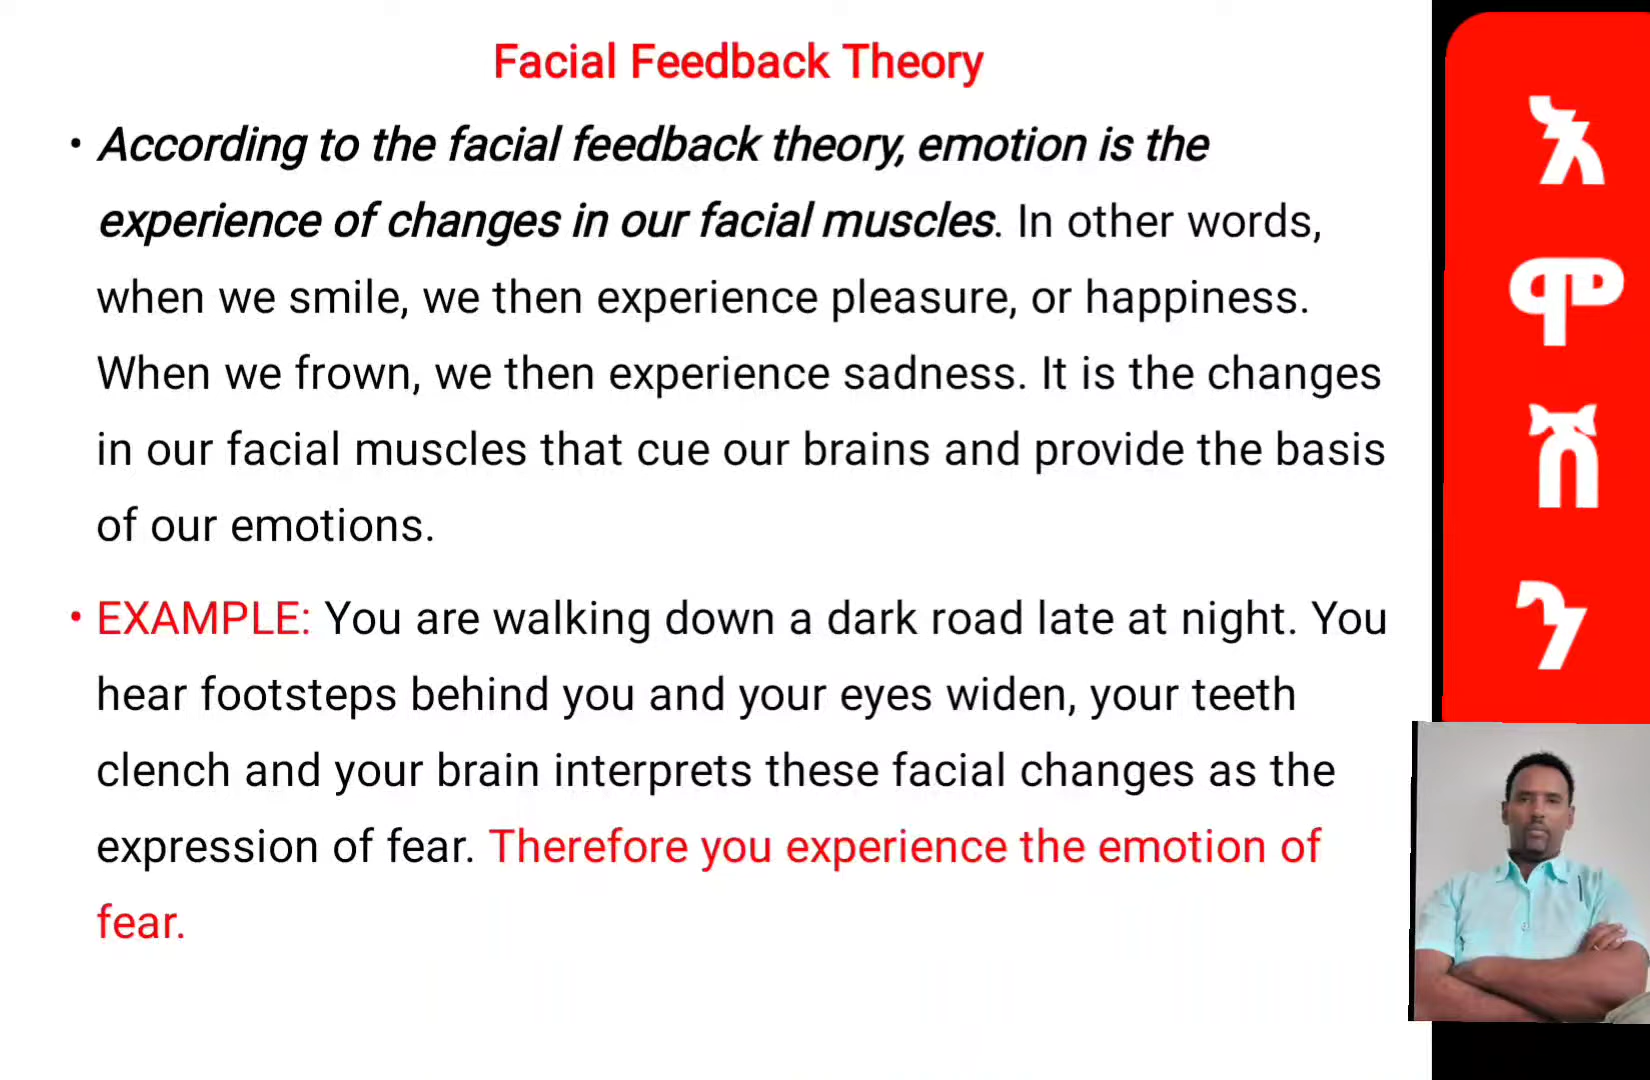 Facial Feedback Theory
• According to the facial feedback theory, emotion is the
experience of changes in our facial muscles. In other words,
when we smile, we then experience pleasure, or happiness.
When we frown, we then experience sadness. It is the changes
in our facial muscles that cue our brains and provide the basis
of our emotions.
• EXAMPLE: You are walking down a dark road late at night. You
hear footsteps behind you and your eyes widen, your teeth
clench and your brain interprets these facial changes as the
expression of fear. Therefore you experience the emotion of
fear.
እ
ሞ
ሸ
ን